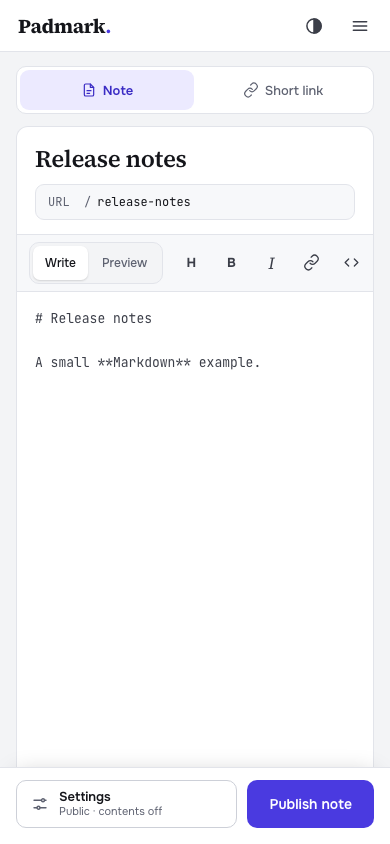 Padmark.
Note
Short link
Release notes
URL / release-notes
Write Preview H B I
# Release notes
A small **Markdown** example.
Settings
Public · contents off
Publish note